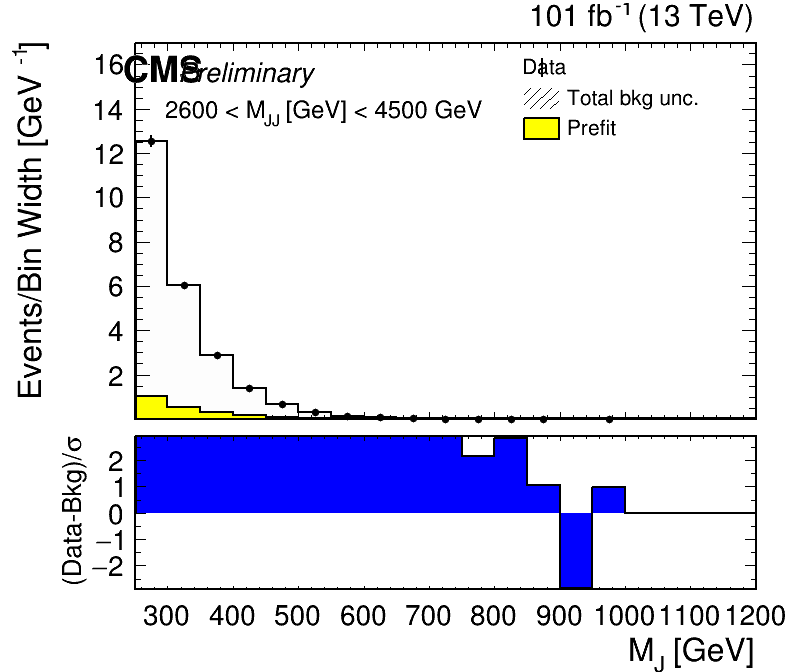 101 fb⁻¹ (13 TeV)
CMS Preliminary
2600 < M_JJ [GeV] < 4500 GeV
Data
Total bkg unc.
Prefit
Events/Bin Width [GeV⁻¹]
16
14
12
10
8
6
4
2
(Data-Bkg)/σ
2
1
0
−1
−2
300 400 500 600 700 800 900 1000 1100 1200
M_J [GeV]